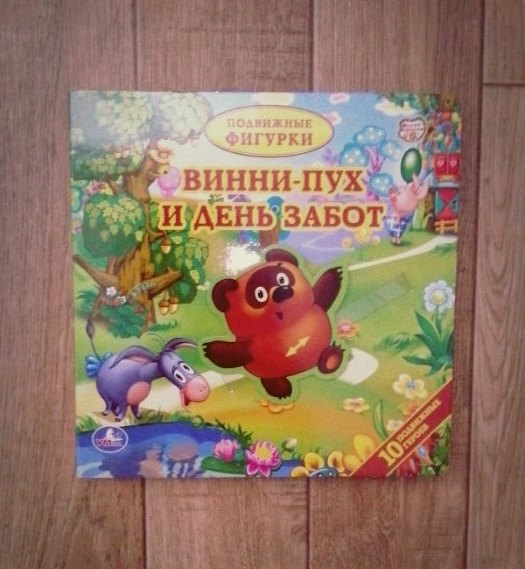 ПОДВИЖНЫЕ
ФИГУРКИ
ВИННИ-ПУХ
И ДЕНЬ ЗАБОТ
10 ПОДВИЖНЫХ
ГЕРОЕВ